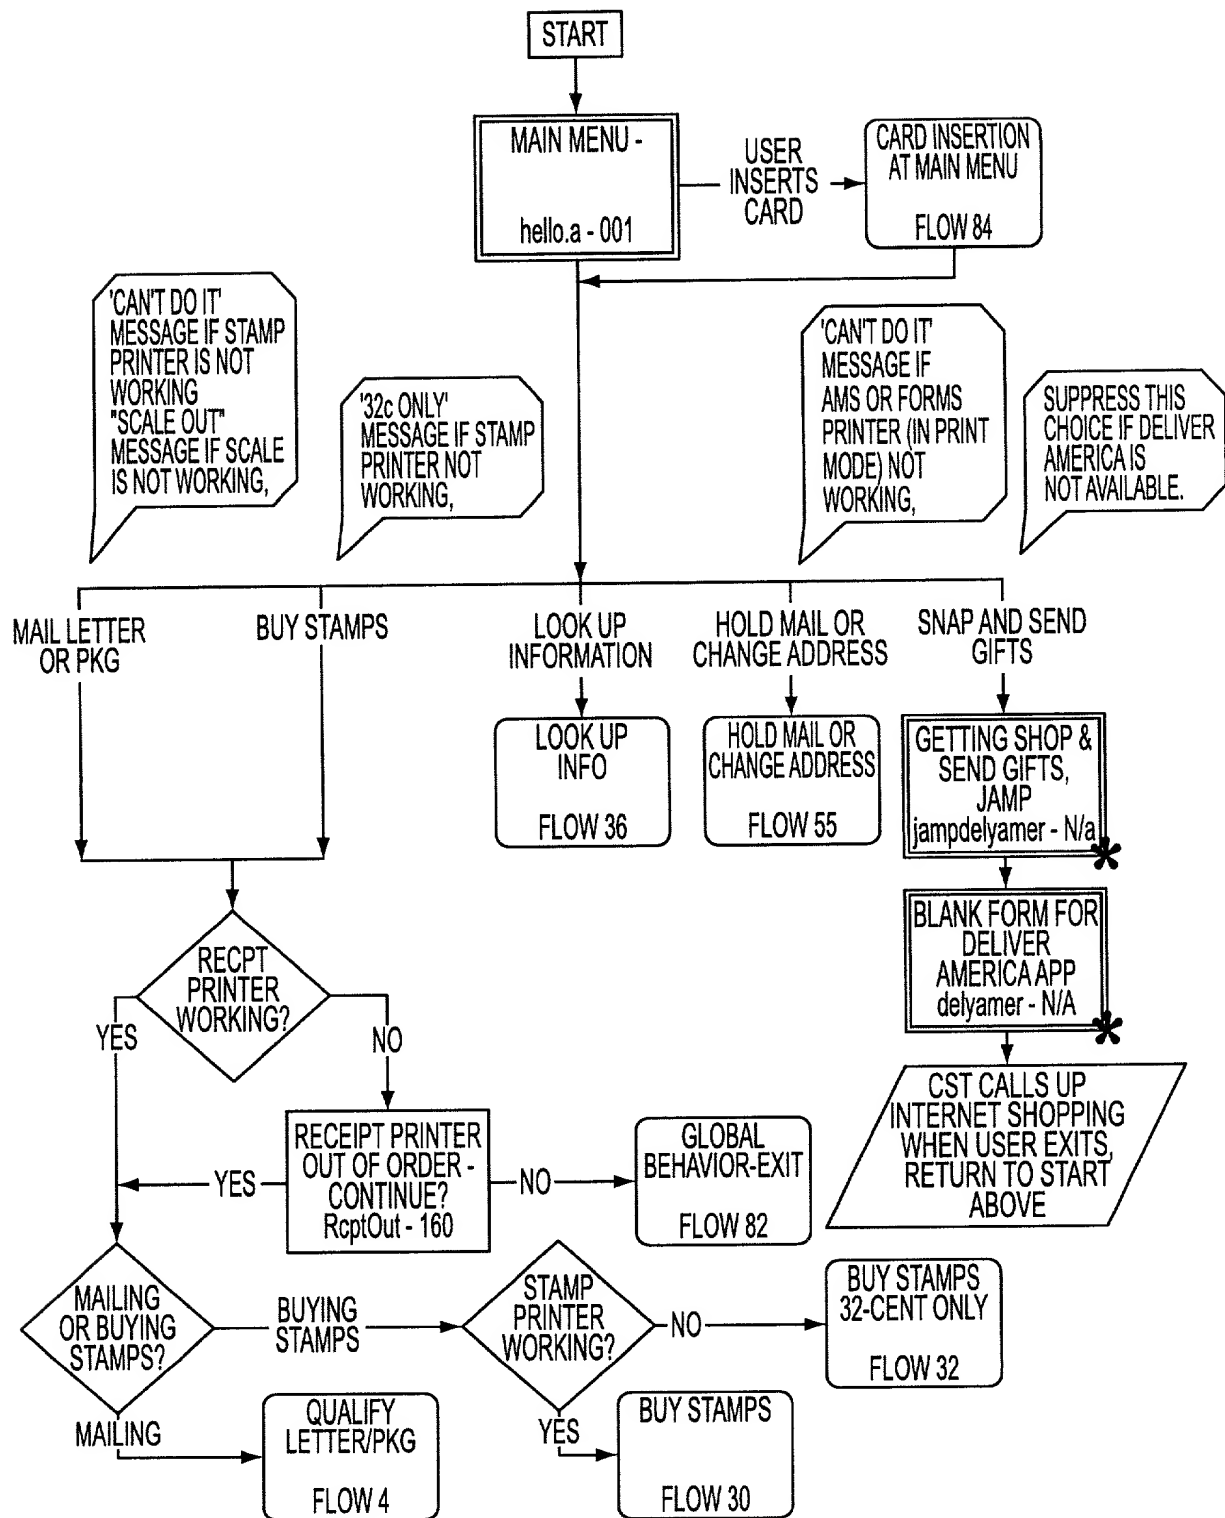 START
MAIN MENU -
hello.a - 001
USER
INSERTS
CARD
CARD INSERTION
AT MAIN MENU
FLOW 84
'CAN'T DO IT'
MESSAGE IF STAMP
PRINTER IS NOT
WORKING
"SCALE OUT"
MESSAGE IF SCALE
IS NOT WORKING,
'32c ONLY'
MESSAGE IF STAMP
PRINTER NOT
WORKING,
'CAN'T DO IT'
MESSAGE IF
AMS OR FORMS
PRINTER (IN PRINT
MODE) NOT
WORKING,
SUPPRESS THIS
CHOICE IF DELIVER
AMERICA IS
NOT AVAILABLE.
MAIL LETTER
OR PKG
BUY STAMPS
LOOK UP
INFORMATION
HOLD MAIL OR
CHANGE ADDRESS
SNAP AND SEND
GIFTS
LOOK UP
INFO
FLOW 36
HOLD MAIL OR
CHANGE ADDRESS
FLOW 55
GETTING SHOP &
SEND GIFTS,
JAMP
jampdelyamer - N/a
*
BLANK FORM FOR
DELIVER
AMERICA APP
delyamer - N/A
*
RECPT
PRINTER
WORKING?
YES
NO
CST CALLS UP
INTERNET SHOPPING
WHEN USER EXITS,
RETURN TO START
ABOVE
RECEIPT PRINTER
OUT OF ORDER -
CONTINUE?
RcptOut - 160
YES
NO
GLOBAL
BEHAVIOR-EXIT
FLOW 82
MAILING
OR BUYING
STAMPS?
BUYING
STAMPS
STAMP
PRINTER
WORKING?
NO
BUY STAMPS
32-CENT ONLY
FLOW 32
MAILING
QUALIFY
LETTER/PKG
FLOW 4
YES
BUY STAMPS
FLOW 30